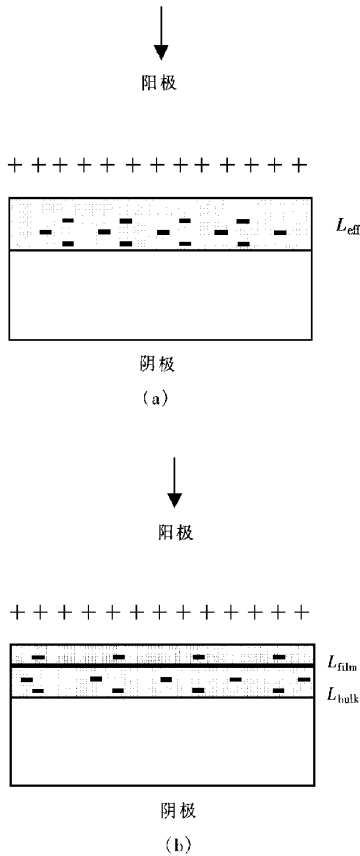 阳极
+ + + + + + + + + + + + +
L_eff
阴极
(a)
阳极
+ + + + + + + + + + + + +
L_film
L_bulk
阴极
(b)